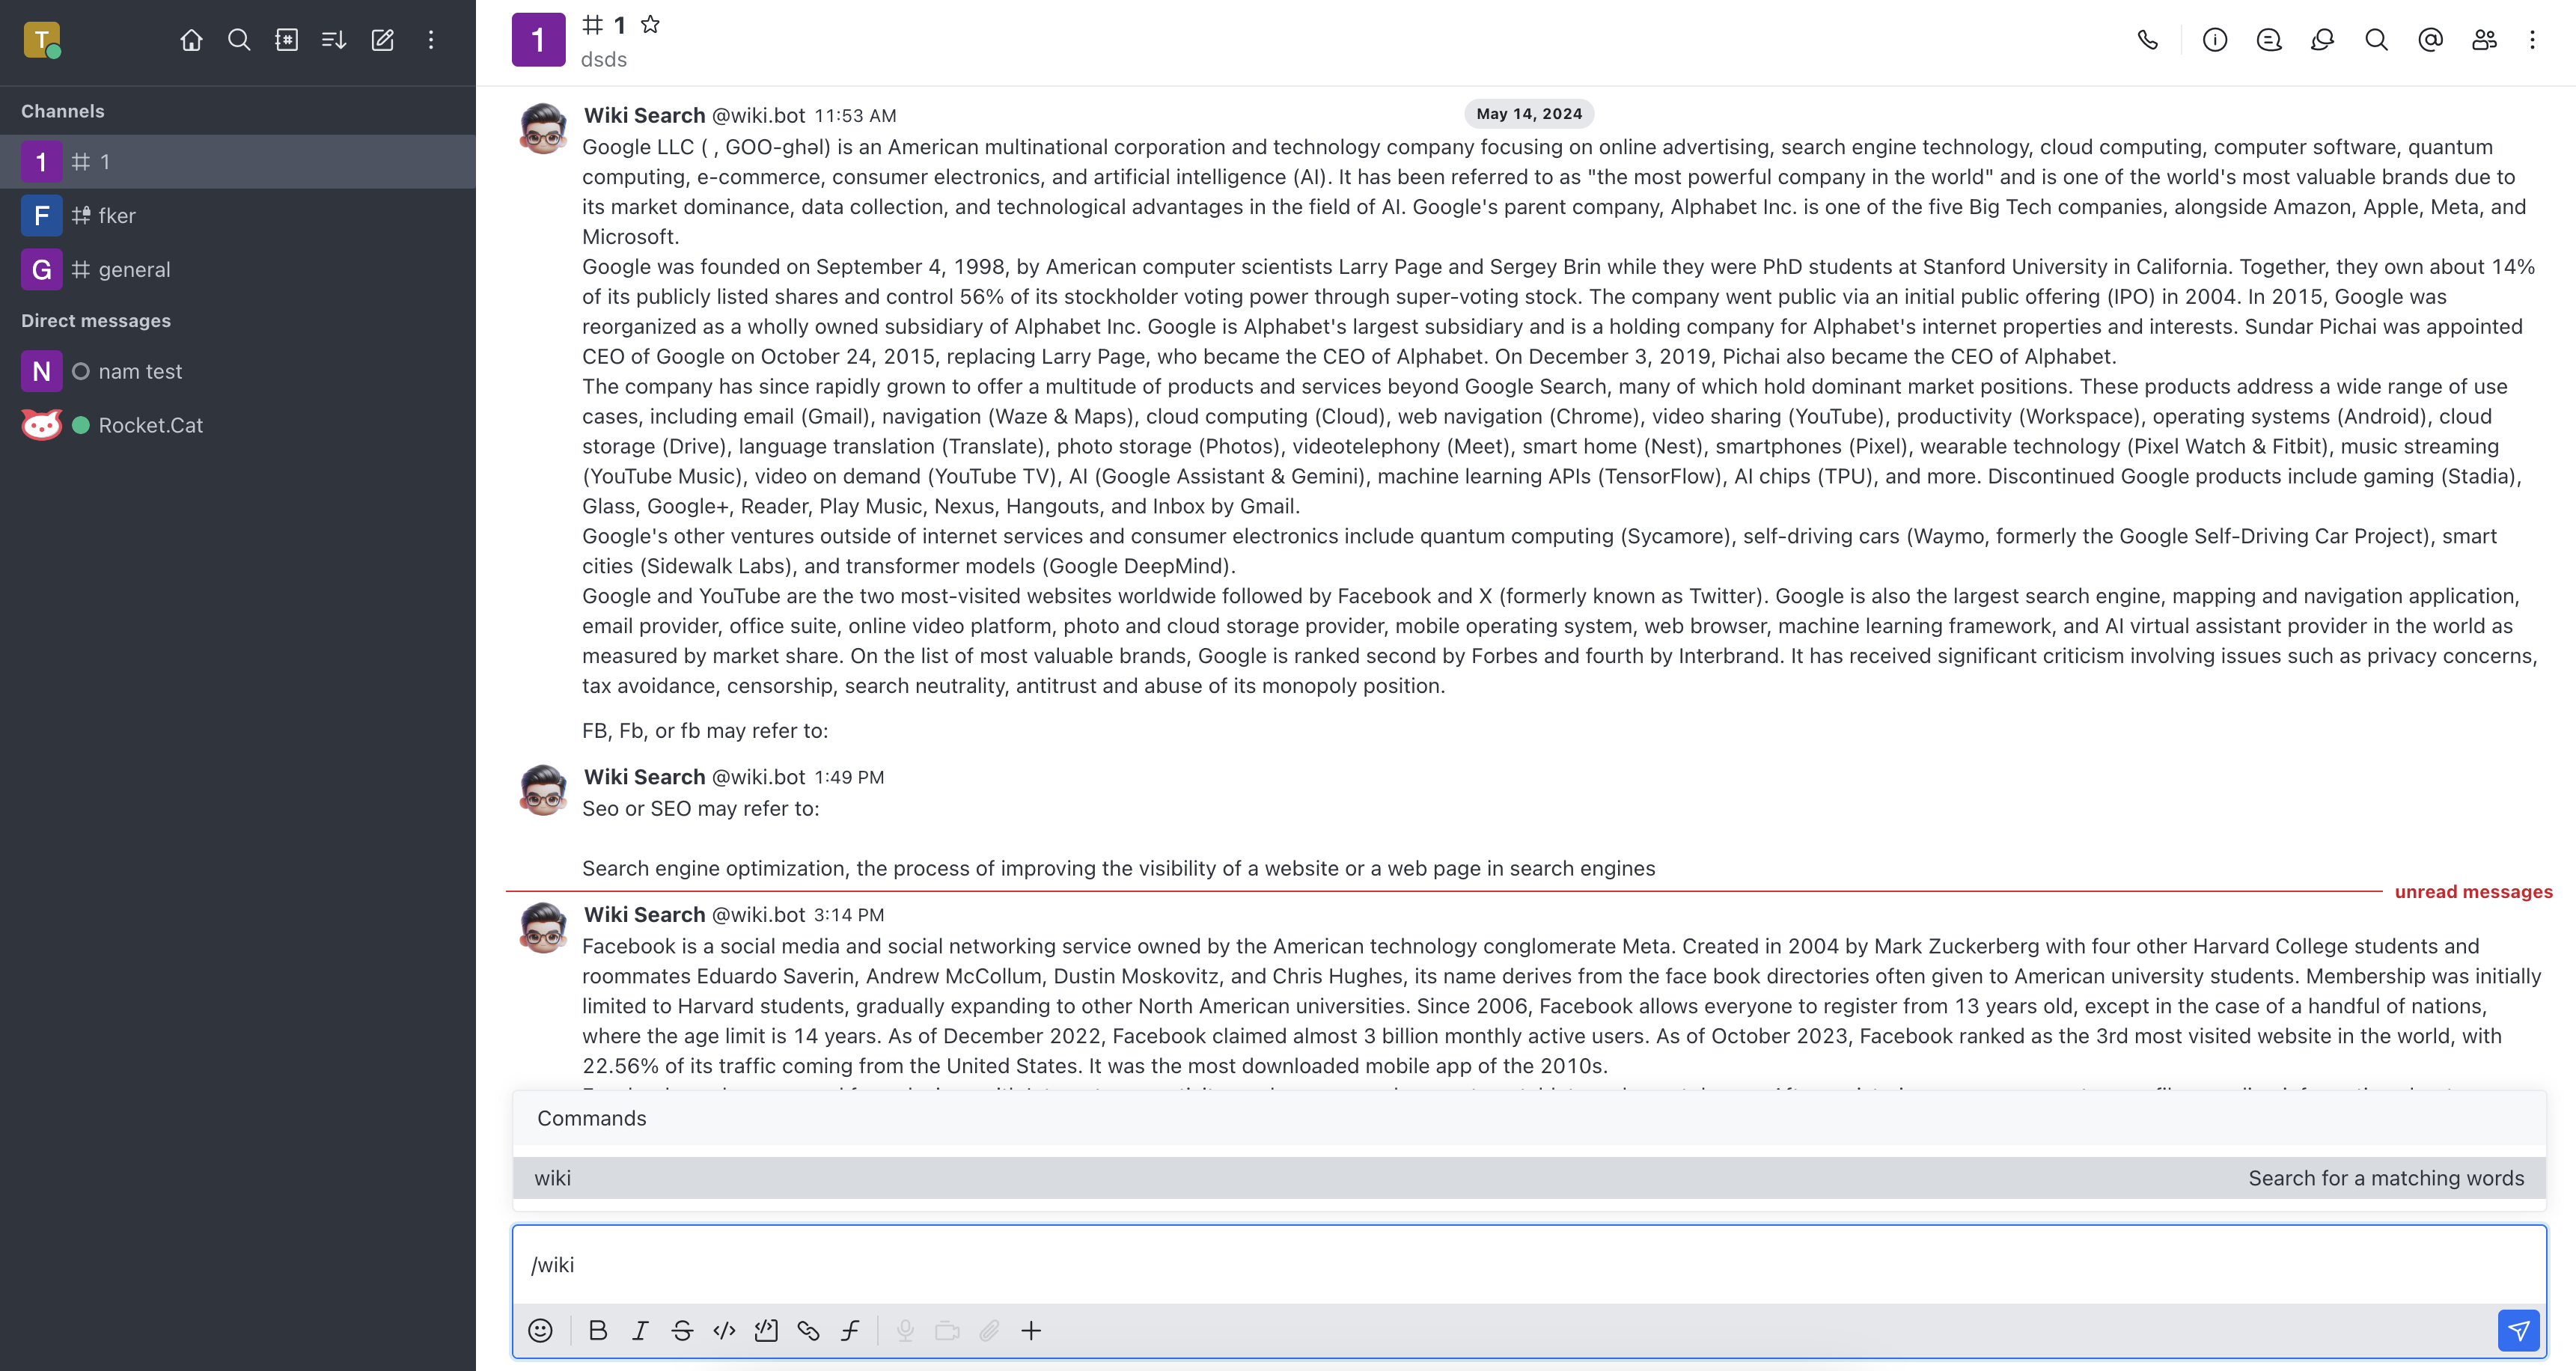 T
Channels
1 1
F fker
G general
Direct messages
N nam test
Rocket.Cat
1 1
dsds
May 14, 2024
Wiki Search @wiki.bot 11:53 AM
Google LLC ( , GOO-ghəl) is an American multinational corporation and technology company focusing on online advertising, search engine technology, cloud computing, computer software, quantum
computing, e-commerce, consumer electronics, and artificial intelligence (AI). It has been referred to as "the most powerful company in the world" and is one of the world's most valuable brands due to
its market dominance, data collection, and technological advantages in the field of AI. Google's parent company, Alphabet Inc. is one of the five Big Tech companies, alongside Amazon, Apple, Meta, and
Microsoft.
Google was founded on September 4, 1998, by American computer scientists Larry Page and Sergey Brin while they were PhD students at Stanford University in California. Together, they own about 14%
of its publicly listed shares and control 56% of its stockholder voting power through super-voting stock. The company went public via an initial public offering (IPO) in 2004. In 2015, Google was
reorganized as a wholly owned subsidiary of Alphabet Inc. Google is Alphabet's largest subsidiary and is a holding company for Alphabet's internet properties and interests. Sundar Pichai was appointed
CEO of Google on October 24, 2015, replacing Larry Page, who became the CEO of Alphabet. On December 3, 2019, Pichai also became the CEO of Alphabet.
The company has since rapidly grown to offer a multitude of products and services beyond Google Search, many of which hold dominant market positions. These products address a wide range of use
cases, including email (Gmail), navigation (Waze & Maps), cloud computing (Cloud), web navigation (Chrome), video sharing (YouTube), productivity (Workspace), operating systems (Android), cloud
storage (Drive), language translation (Translate), photo storage (Photos), videotelephony (Meet), smart home (Nest), smartphones (Pixel), wearable technology (Pixel Watch & Fitbit), music streaming
(YouTube Music), video on demand (YouTube TV), AI (Google Assistant & Gemini), machine learning APIs (TensorFlow), AI chips (TPU), and more. Discontinued Google products include gaming (Stadia),
Glass, Google+, Reader, Play Music, Nexus, Hangouts, and Inbox by Gmail.
Google's other ventures outside of internet services and consumer electronics include quantum computing (Sycamore), self-driving cars (Waymo, formerly the Google Self-Driving Car Project), smart
cities (Sidewalk Labs), and transformer models (Google DeepMind).
Google and YouTube are the two most-visited websites worldwide followed by Facebook and X (formerly known as Twitter). Google is also the largest search engine, mapping and navigation application,
email provider, office suite, online video platform, photo and cloud storage provider, mobile operating system, web browser, machine learning framework, and AI virtual assistant provider in the world as
measured by market share. On the list of most valuable brands, Google is ranked second by Forbes and fourth by Interbrand. It has received significant criticism involving issues such as privacy concerns,
tax avoidance, censorship, search neutrality, antitrust and abuse of its monopoly position.
FB, Fb, or fb may refer to:
Wiki Search @wiki.bot 1:49 PM
Seo or SEO may refer to:
Search engine optimization, the process of improving the visibility of a website or a web page in search engines
unread messages
Wiki Search @wiki.bot 3:14 PM
Facebook is a social media and social networking service owned by the American technology conglomerate Meta. Created in 2004 by Mark Zuckerberg with four other Harvard College students and
roommates Eduardo Saverin, Andrew McCollum, Dustin Moskovitz, and Chris Hughes, its name derives from the face book directories often given to American university students. Membership was initially
limited to Harvard students, gradually expanding to other North American universities. Since 2006, Facebook allows everyone to register from 13 years old, except in the case of a handful of nations,
where the age limit is 14 years. As of December 2022, Facebook claimed almost 3 billion monthly active users. As of October 2023, Facebook ranked as the 3rd most visited website in the world, with
22.56% of its traffic coming from the United States. It was the most downloaded mobile app of the 2010s.
Commands
wiki Search for a matching words
/wiki